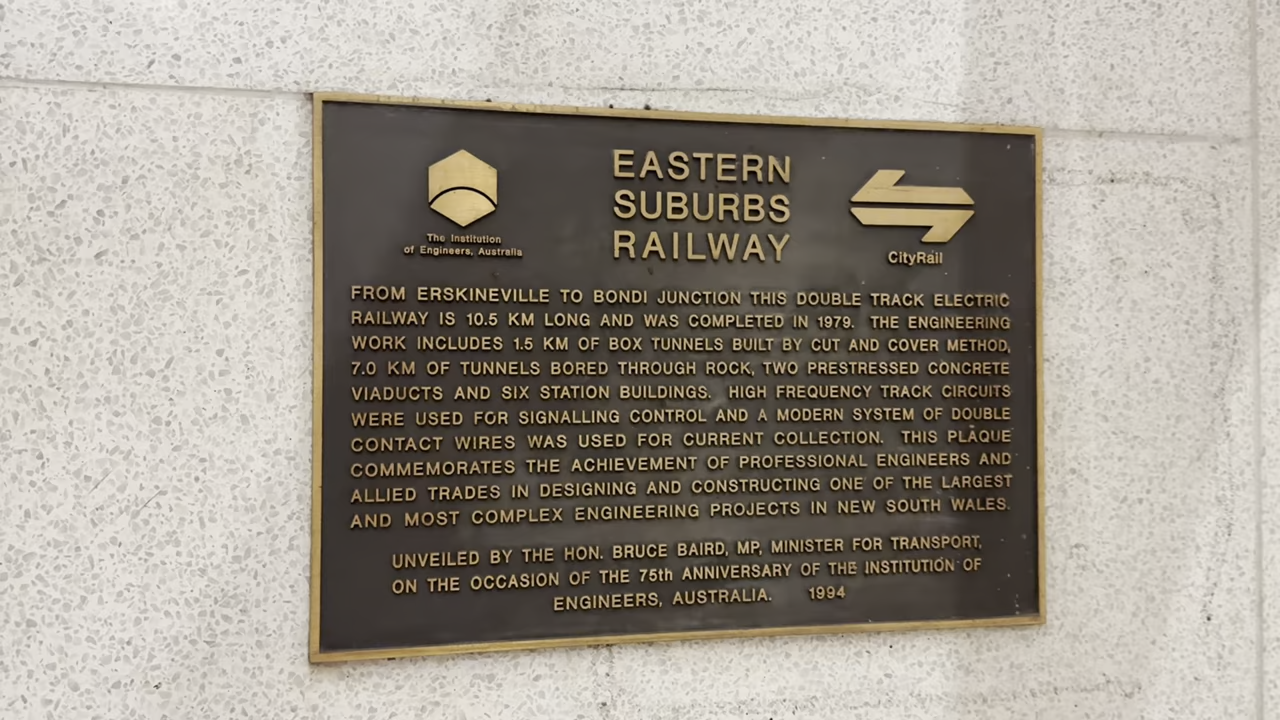 The Institution
of Engineers, Australia
EASTERN
SUBURBS
RAILWAY
CityRail
FROM ERSKINEVILLE TO BONDI JUNCTION THIS DOUBLE TRACK ELECTRIC
RAILWAY IS 10.5 KM LONG AND WAS COMPLETED IN 1979. THE ENGINEERING
WORK INCLUDES 1.5 KM OF BOX TUNNELS BUILT BY CUT AND COVER METHOD,
7.0 KM OF TUNNELS BORED THROUGH ROCK, TWO PRESTRESSED CONCRETE
VIADUCTS AND SIX STATION BUILDINGS. HIGH FREQUENCY TRACK CIRCUITS
WERE USED FOR SIGNALLING CONTROL AND A MODERN SYSTEM OF DOUBLE
CONTACT WIRES WAS USED FOR CURRENT COLLECTION. THIS PLAQUE
COMMEMORATES THE ACHIEVEMENT OF PROFESSIONAL ENGINEERS AND
ALLIED TRADES IN DESIGNING AND CONSTRUCTING ONE OF THE LARGEST
AND MOST COMPLEX ENGINEERING PROJECTS IN NEW SOUTH WALES.
UNVEILED BY THE HON. BRUCE BAIRD, MP, MINISTER FOR TRANSPORT,
ON THE OCCASION OF THE 75th ANNIVERSARY OF THE INSTITUTION OF
ENGINEERS, AUSTRALIA. 1994